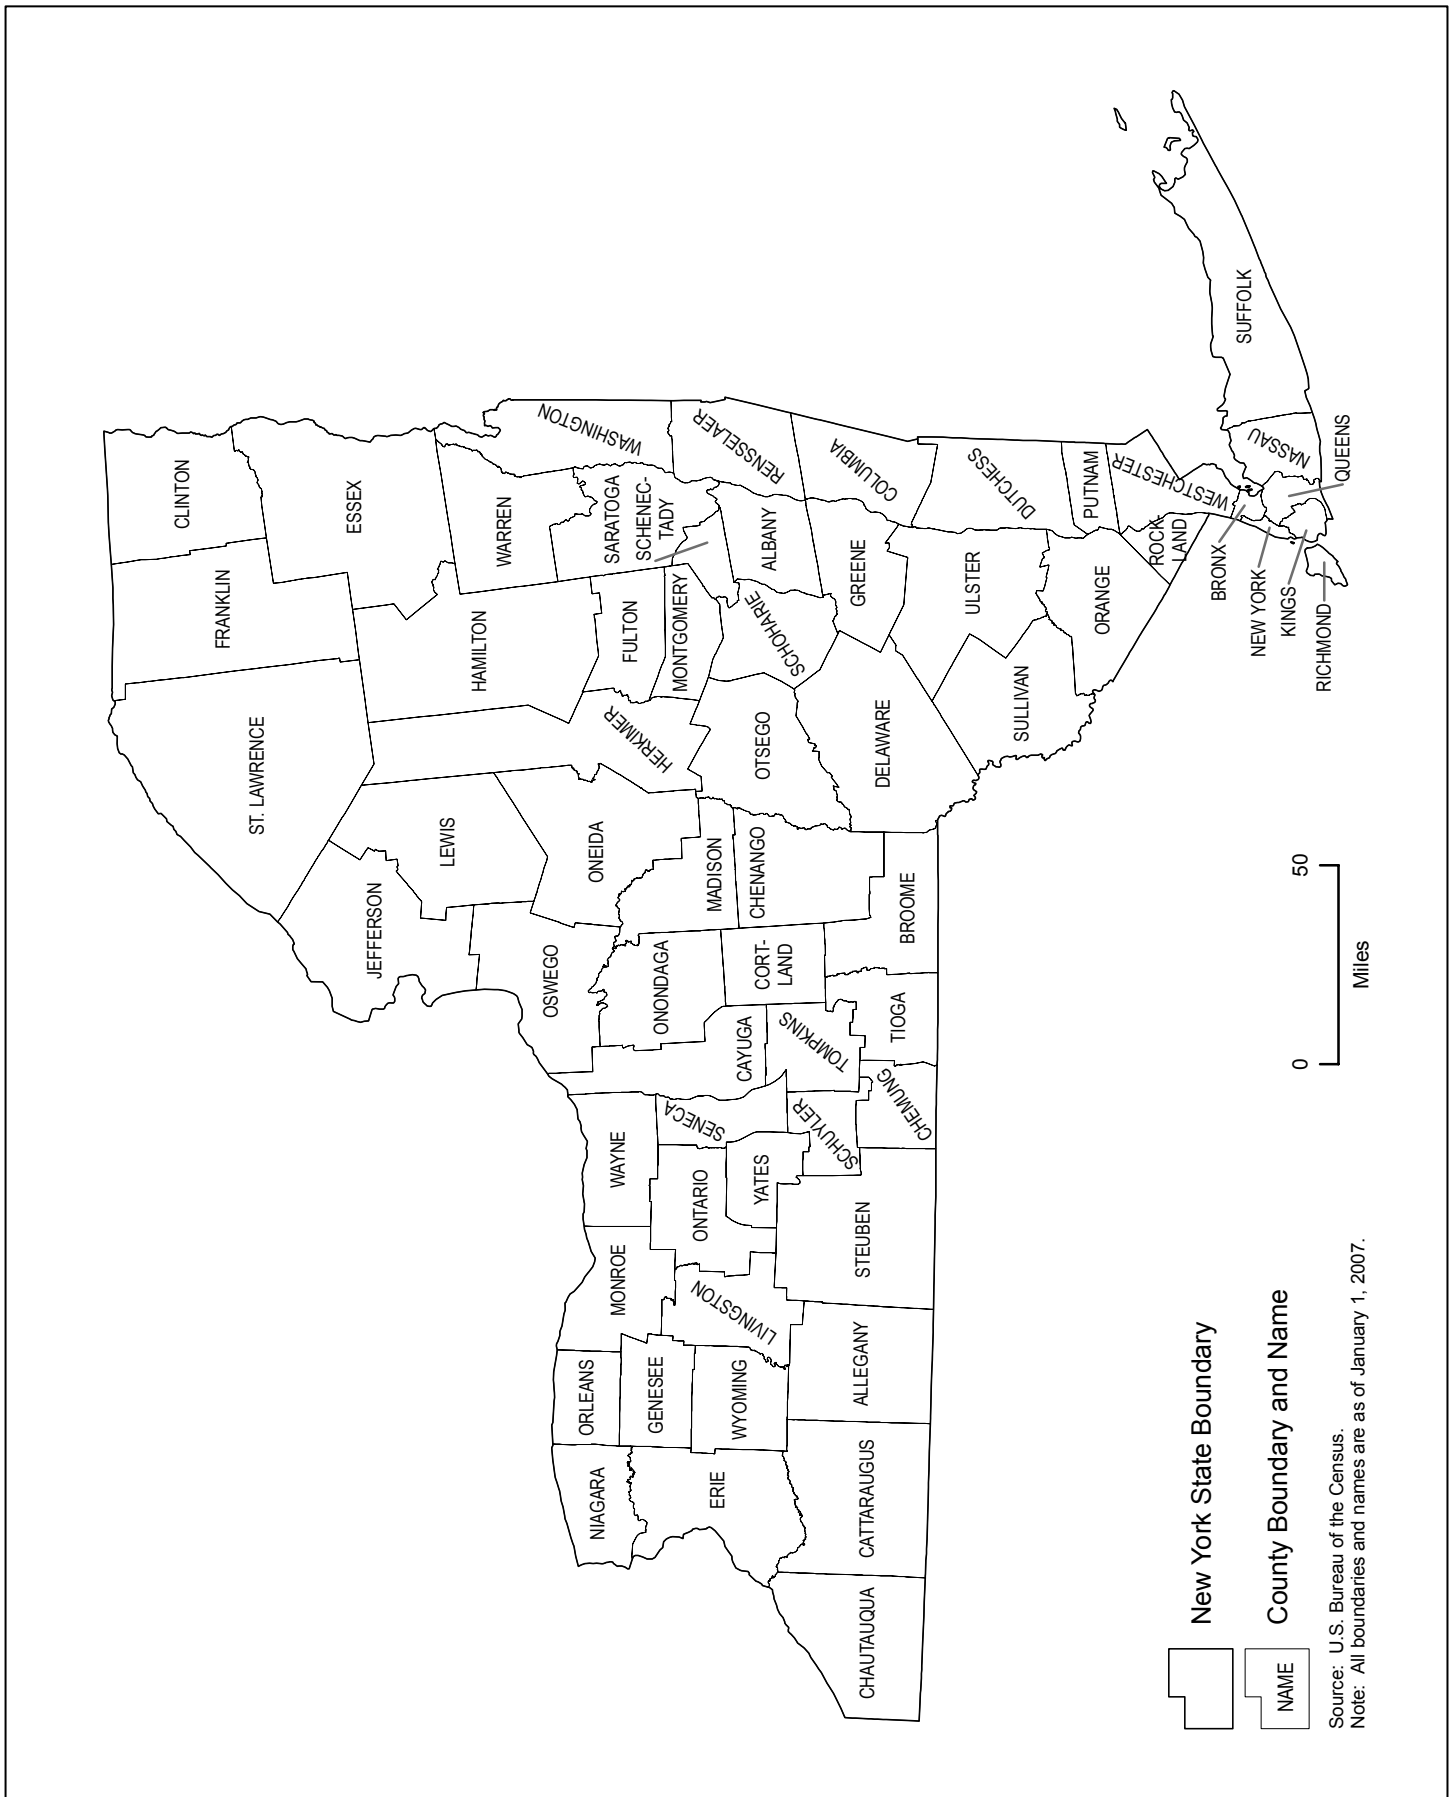 CLINTON
FRANKLIN
ST. LAWRENCE
ESSEX
JEFFERSON
LEWIS
HAMILTON
WARREN
WASHINGTON
HERKIMER
OSWEGO
ONEIDA
FULTON
SARATOGA
NIAGARA
ORLEANS
MONROE
WAYNE
CAYUGA
ONONDAGA
MADISON
MONTGOMERY
SCHENEC-
TADY
RENSSELAER
ERIE
GENESEE
WYOMING
LIVINGSTON
ONTARIO
YATES
SENECA
CORT-
LAND
CHENANGO
OTSEGO
SCHOHARIE
ALBANY
CHAUTAUQUA
CATTARAUGUS
ALLEGANY
STEUBEN
SCHUYLER
TOMPKINS
CHEMUNG
TIOGA
BROOME
DELAWARE
GREENE
COLUMBIA
SULLIVAN
ULSTER
DUTCHESS
ORANGE
PUTNAM
ROCK-
LAND
WESTCHESTER
BRONX
NEW YORK
KINGS
RICHMOND
QUEENS
NASSAU
SUFFOLK
New York State Boundary
NAME
County Boundary and Name
Source: U.S. Bureau of the Census.
Note: All boundaries and names are as of January 1, 2007.
0 50
Miles